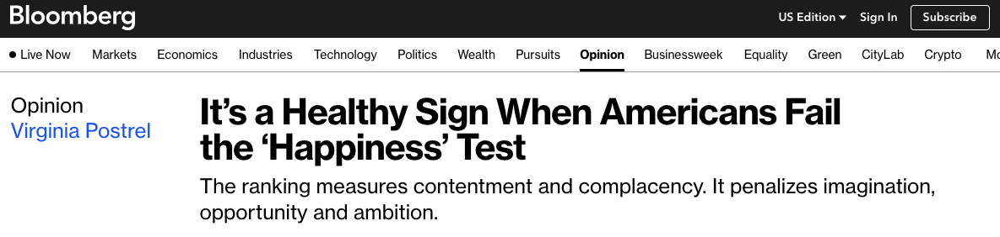 Bloomberg
US Edition Sign In Subscribe
Live Now Markets Economics Industries Technology Politics Wealth Pursuits Opinion Businessweek Equality Green CityLab Crypto
Opinion
Virginia Postrel
It’s a Healthy Sign When Americans Fail
the ‘Happiness’ Test
The ranking measures contentment and complacency. It penalizes imagination,
opportunity and ambition.